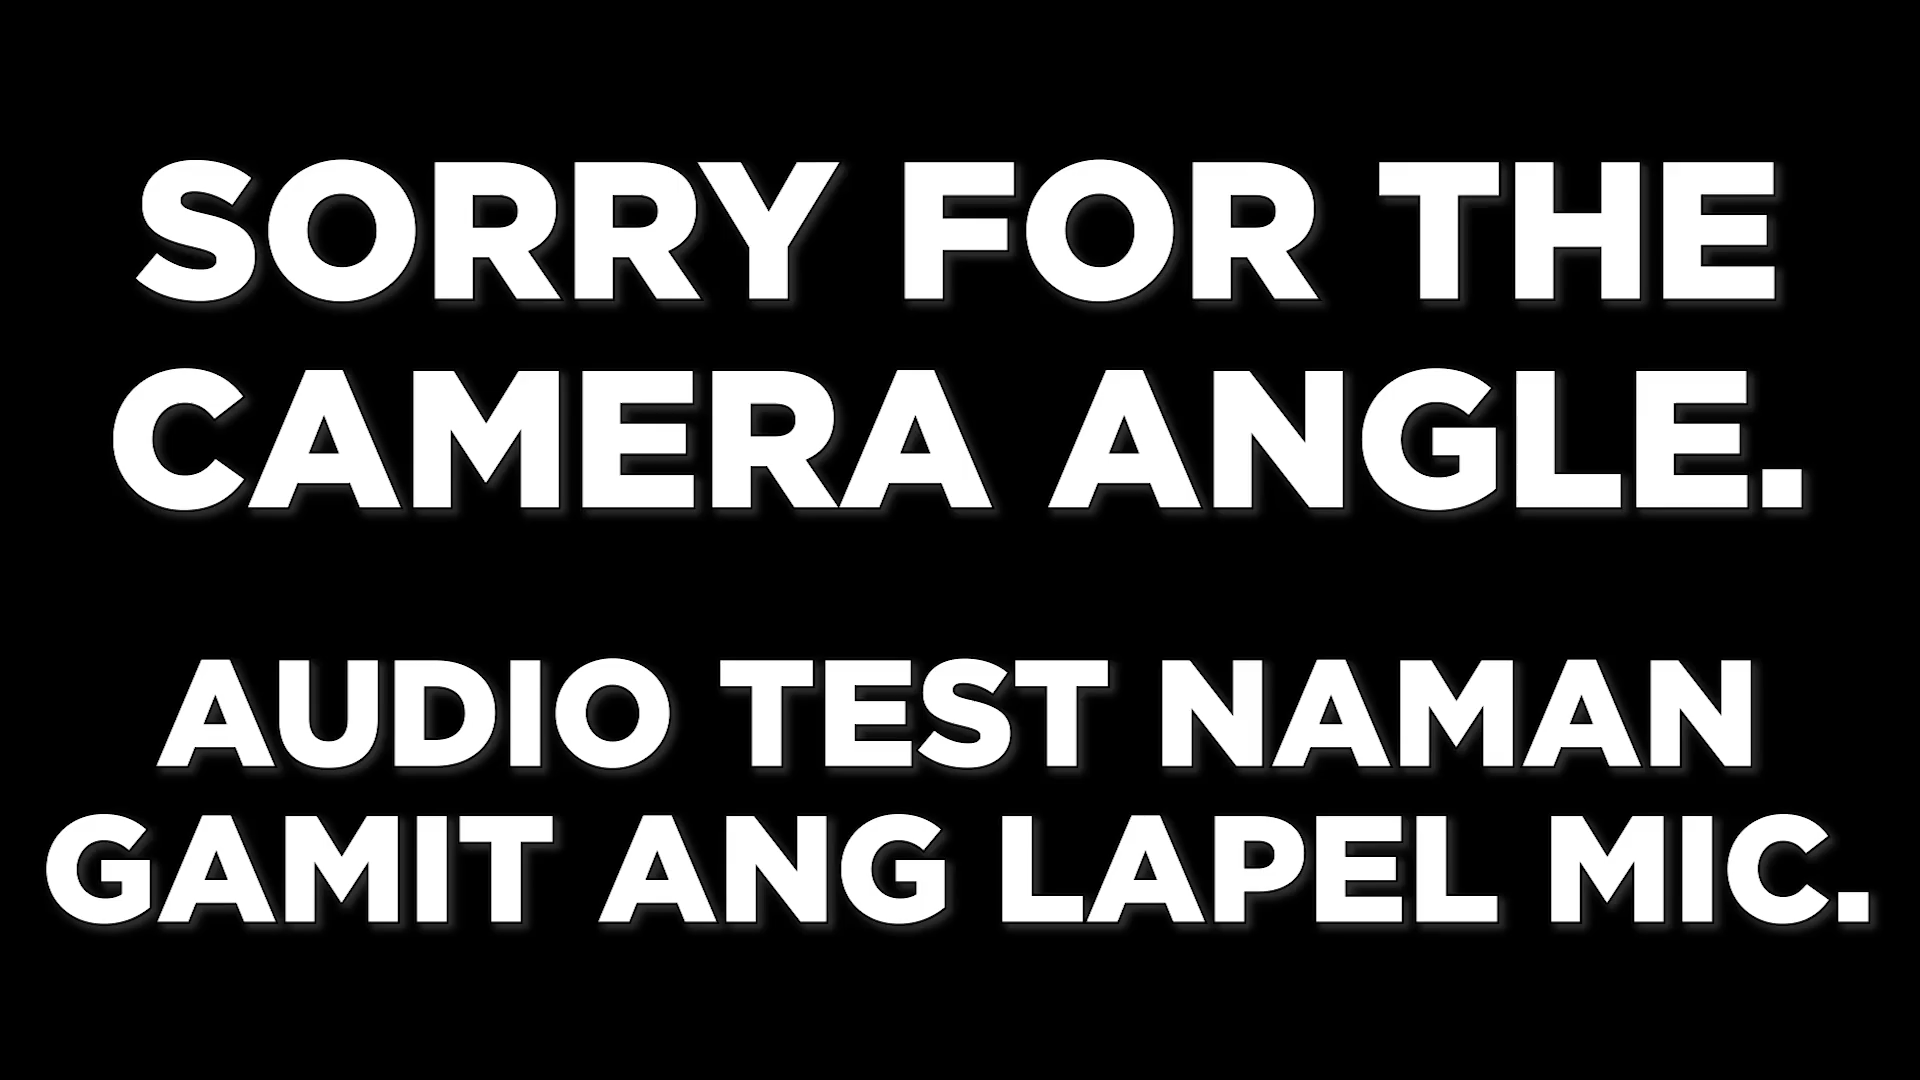 SORRY FOR THE
CAMERA ANGLE.
AUDIO TEST NAMAN
GAMIT ANG LAPEL MIC.